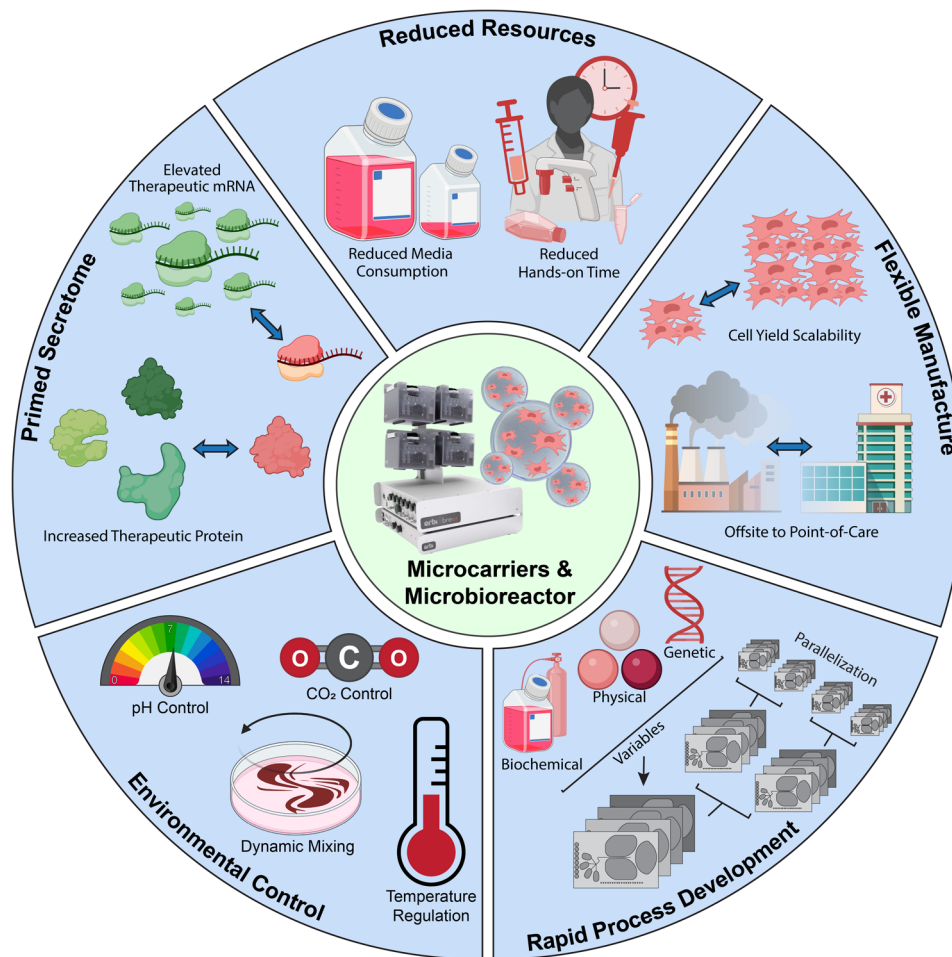 Reduced Resources
Reduced Media
Consumption
Reduced
Hands-on Time
Primed Secretome
Elevated
Therapeutic mRNA
Increased Therapeutic Protein
Flexible Manufacture
Cell Yield Scalability
Offsite to Point-of-Care
erbi
Microcarriers &
Microbioreactor
Environmental Control
0
7
14
pH Control
O C O
CO₂ Control
Dynamic Mixing
Temperature
Regulation
Rapid Process Development
Genetic
Physical
Biochemical
Variables
Parallelization